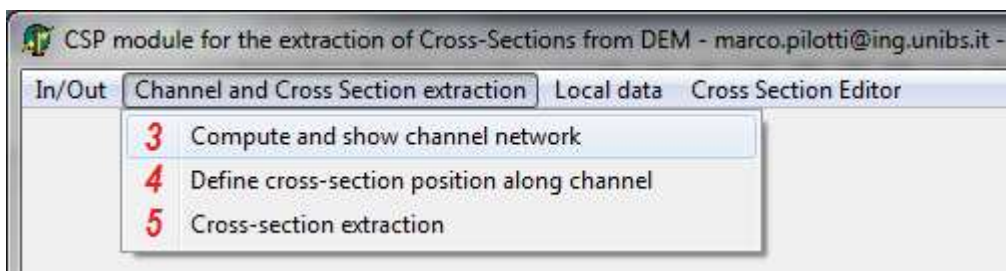 CSP module for the extraction of Cross-Sections from DEM - marco.pilotti@ing.unibs.it -
In/Out Channel and Cross Section extraction Local data Cross Section Editor
3 Compute and show channel network
4 Define cross-section position along channel
5 Cross-section extraction